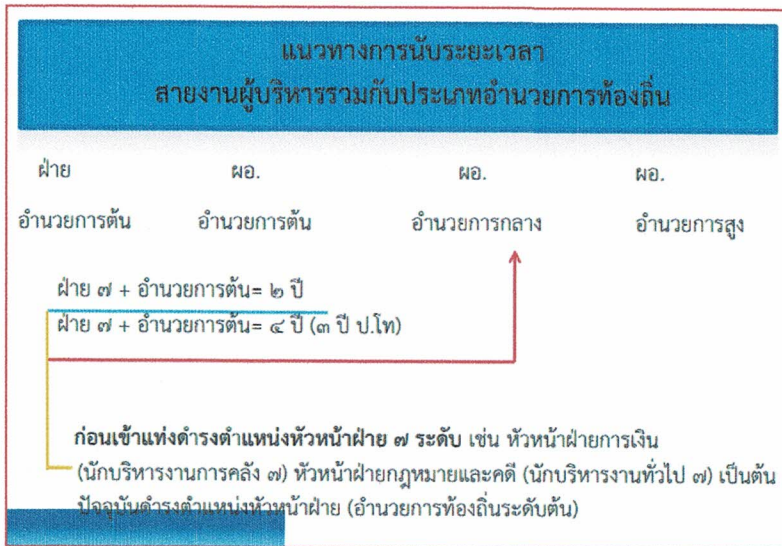 แนวทางการนับระยะเวลา
สายงานผู้บริหารรวมกับประเภทอำนวยการท้องถิ่น
ฝ่าย ผอ. ผอ. ผอ.
อำนวยการต้น อำนวยการต้น อำนวยการกลาง อำนวยการสูง
ฝ่าย ๗ + อำนวยการต้น= ๒ ปี
ฝ่าย ๗ + อำนวยการต้น= ๔ ปี (๓ ปี ป.โท)
ก่อนเข้าแท่งดำรงตำแหน่งหัวหน้าฝ่าย ๗ ระดับ เช่น หัวหน้าฝ่ายการเงิน
(นักบริหารงานการคลัง ๗) หัวหน้าฝ่ายกฎหมายและคดี (นักบริหารงานทั่วไป ๗) เป็นต้น
ปัจจุบันดำรงตำแหน่งหัวหน้าฝ่าย (อำนวยการท้องถิ่นระดับต้น)